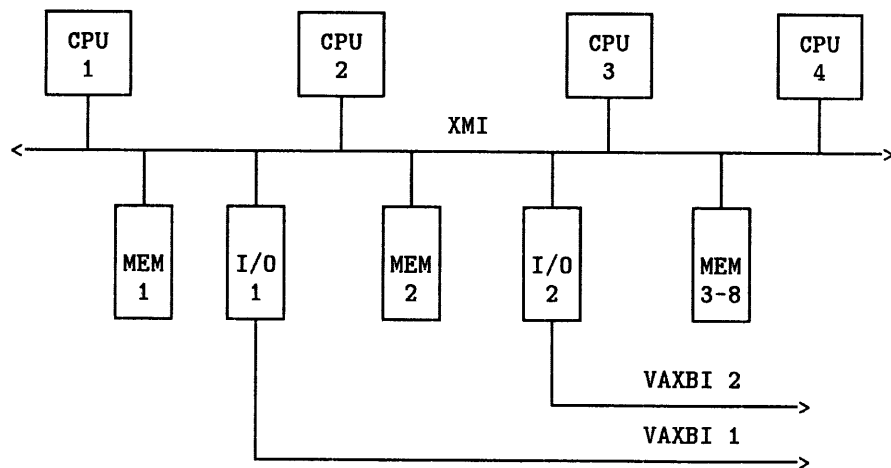 CPU
1
CPU
2
CPU
3
CPU
4
XMI
MEM
1
I/O
1
MEM
2
I/O
2
MEM
3-8
VAXBI 2
VAXBI 1